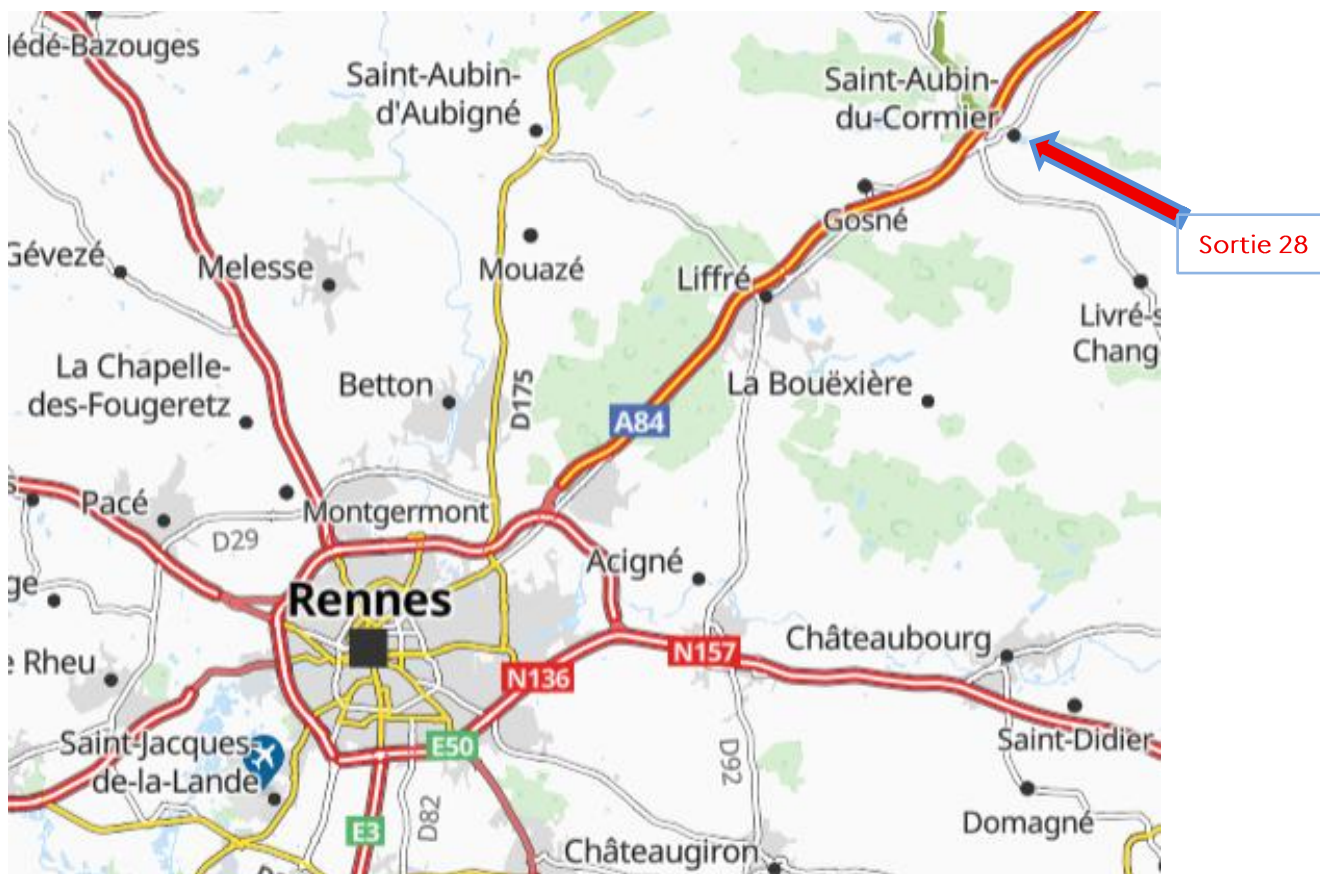 lédé-Bazouges
Saint-Aubin-
d'Aubigné
Saint-Aubin-
du-Cormier
Gosné
Sortie 28
Gévezé
Melesse
Mouazé
Liffré
Livré-s
Chang
La Chapelle-
des-Fougeretz
Betton
D175
La Bouëxière
A84
Pacé
Montgermont
D29
Acigné
ge
Rennes
Châteaubourg
e Rheu
N157
N136
Saint-Jacques-
de-la-Lande
E50
D92
Saint-Didier
E3
D82
Domagné
Châteaugiron